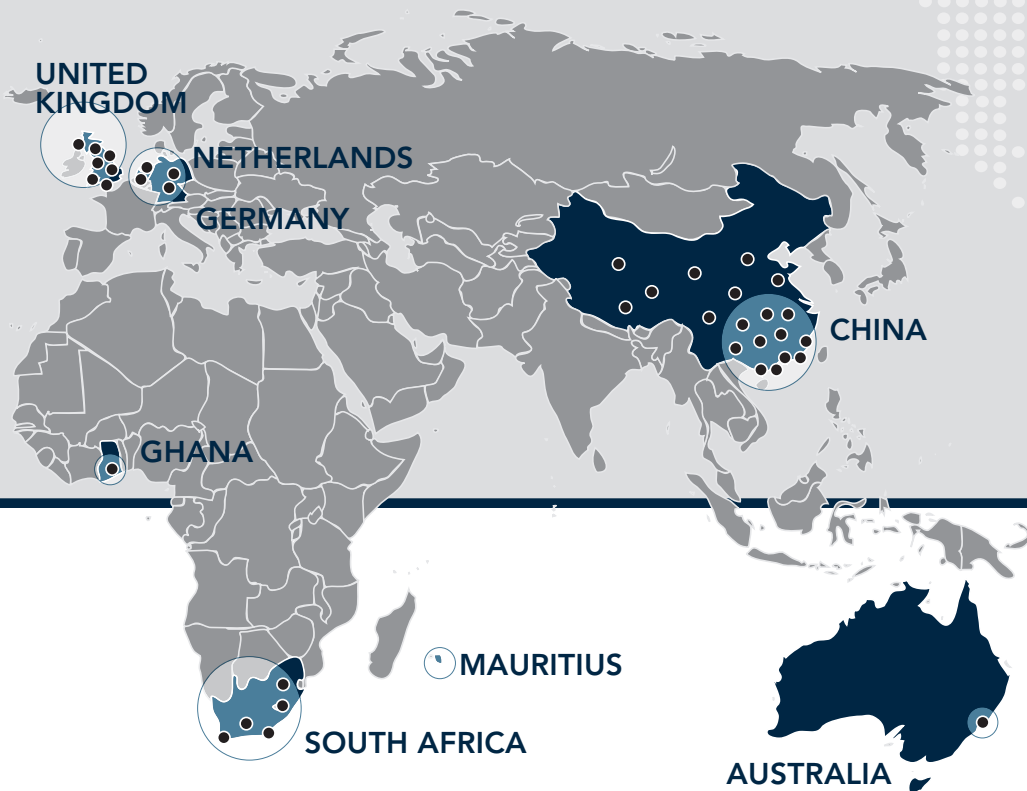 UNITED
KINGDOM
NETHERLANDS
GERMANY
CHINA
GHANA
MAURITIUS
SOUTH AFRICA
AUSTRALIA